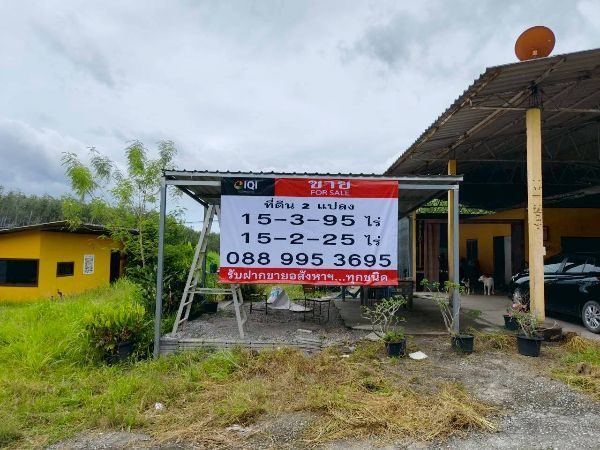 IQI
ขาย
FOR SALE
ที่ดิน 2 แปลง
15-3-95 ไร่
15-2-25 ไร่
088 995 3695
รับฝากขายอสังหาฯ...ทุกชนิด